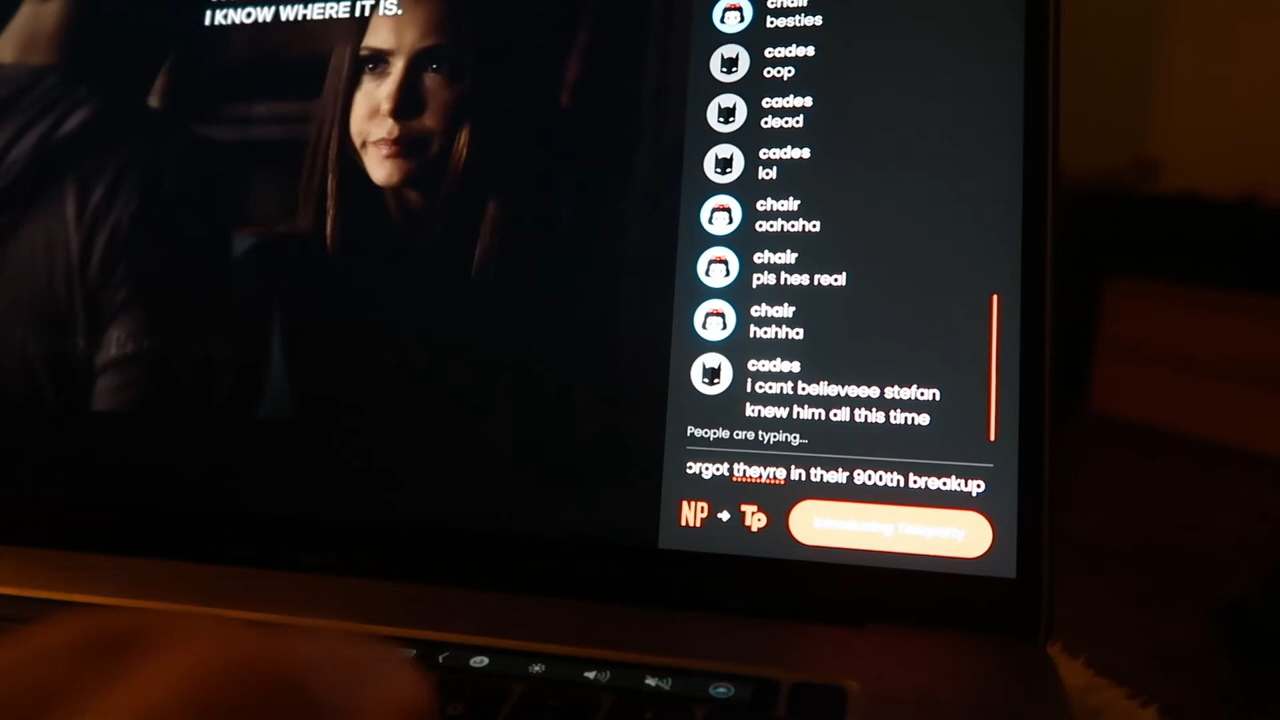 I KNOW WHERE IT IS.
chair
besties
cades
oop
cades
dead
cades
lol
chair
aahaha
chair
pls hes real
chair
hahha
cades
i cant believeee stefan
knew him all this time
People are typing...
orgot theyre in their 900th breakup
NP → Tp
Introducing Teleparty